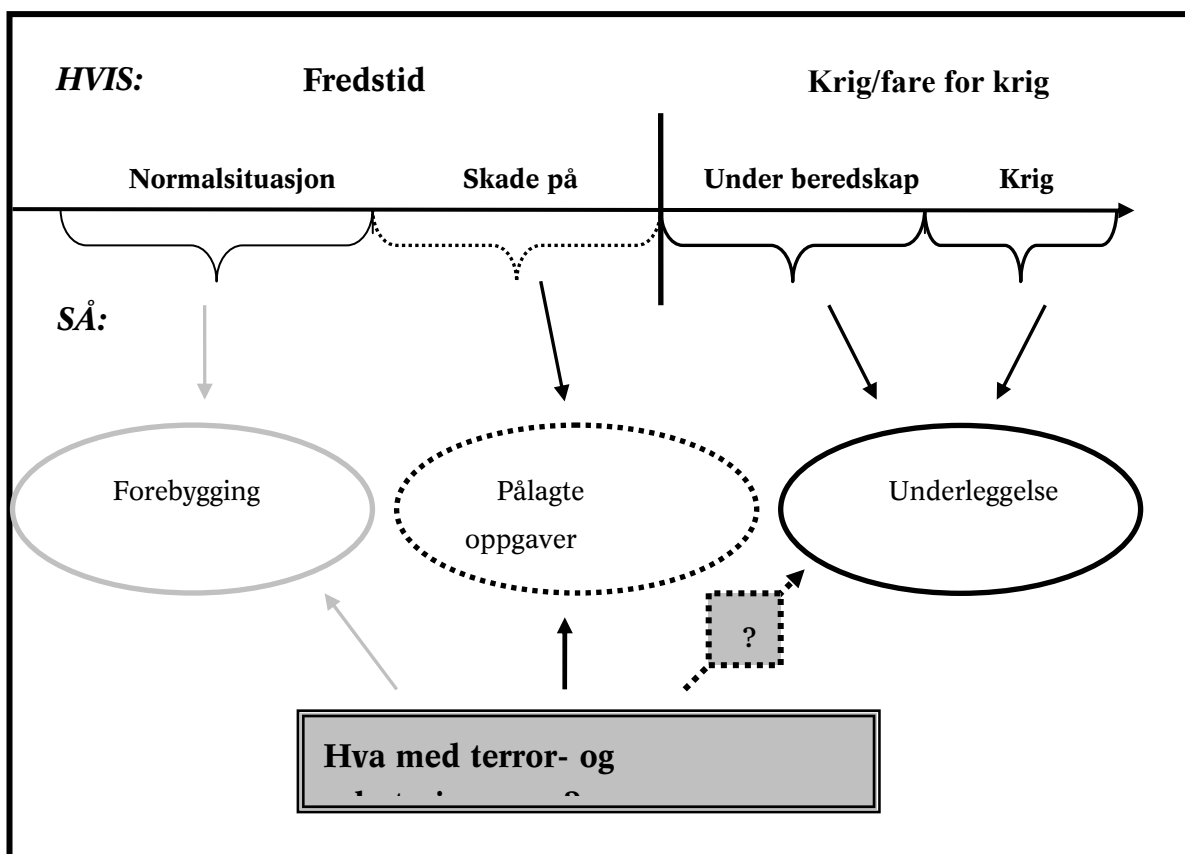 HVIS: Fredstid Krig/fare for krig
Normalsituasjon Skade på Under beredskap Krig
SÅ:
Forebygging Pålagte Underleggelse
oppgaver
?
Hva med terror- og